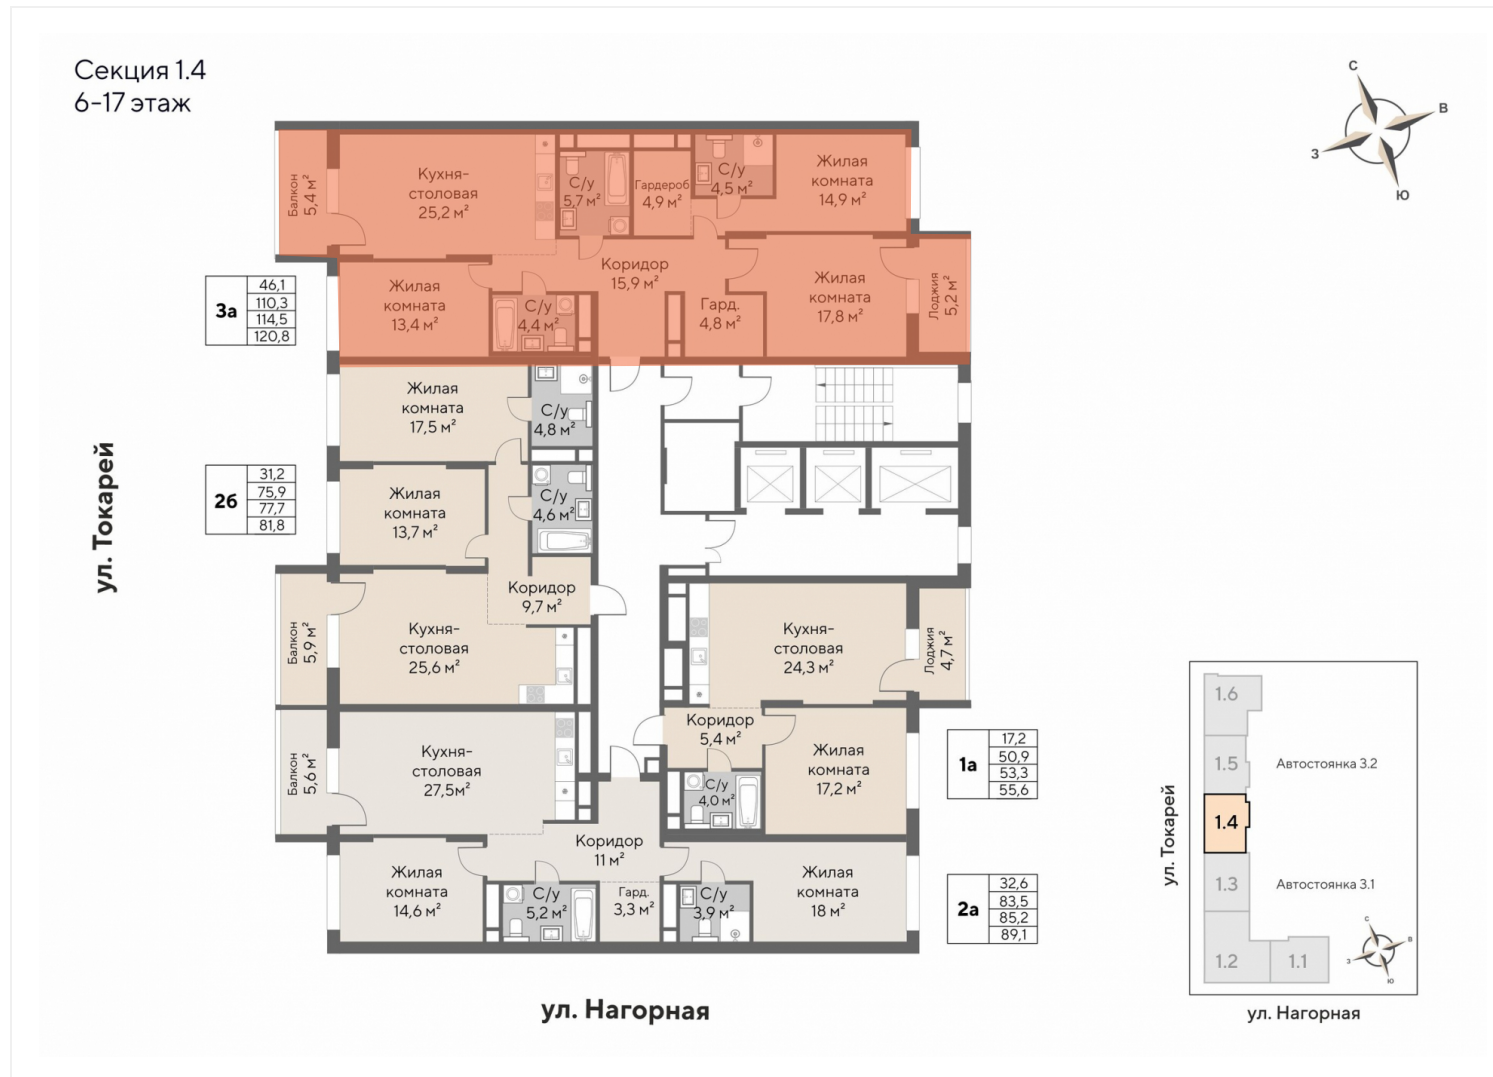 Секция 1.4
6-17 этаж
С
В
З
Ю
Балкон
5,4 м²
Кухня-
столовая
25,2 м²
С/у
5,7 м²
Гардероб
4,9 м²
С/у
4,5 м²
Жилая
комната
14,9 м²
Жилая
комната
13,4 м²
С/у
4,4 м²
Коридор
15,9 м²
Гард.
4,8 м²
Жилая
комната
17,8 м²
Лоджия
5,2 м²
3а
46,1
110,3
114,5
120,8
Жилая
комната
17,5 м²
С/у
4,8 м²
2б
31,2
75,9
77,7
81,8
Жилая
комната
13,7 м²
С/у
4,6 м²
ул. Токарей
Коридор
9,7 м²
Балкон
5,9 м²
Кухня-
столовая
25,6 м²
Кухня-
столовая
24,3 м²
Лоджия
4,7 м²
Балкон
5,6 м²
Кухня-
столовая
27,5м²
Коридор
5,4 м²
С/у
4,0 м²
Жилая
комната
17,2 м²
1а
17,2
50,9
53,3
55,6
Жилая
комната
14,6 м²
С/у
5,2 м²
Коридор
11 м²
Гард.
3,3 м²
С/у
3,9 м²
Жилая
комната
18 м²
2а
32,6
83,5
85,2
89,1
ул. Нагорная
1.6
1.5
Автостоянка 3.2
1.4
ул. Токарей
1.3
Автостоянка 3.1
1.2
1.1
С
В
З
Ю
ул. Нагорная